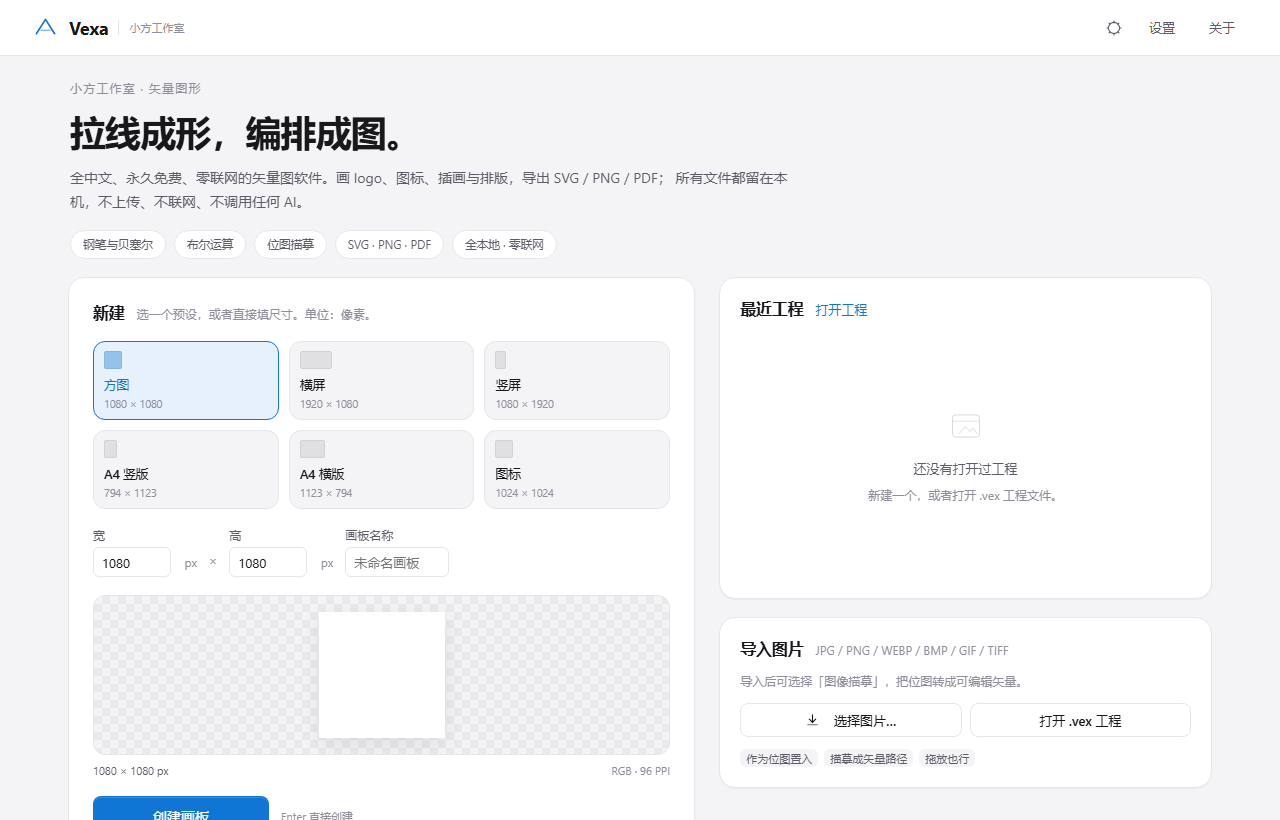 Vexa 小方工作室 设置 关于
小方工作室 · 矢量图形
拉线成形，编排成图。
全中文、永久免费、零联网的矢量图软件。画 logo、图标、插画与排版，导出 SVG / PNG / PDF； 所有文件都留在本
机，不上传、不联网、不调用任何 AI。
钢笔与贝塞尔 布尔运算 位图描摹 SVG · PNG · PDF 全本地 · 零联网
新建 选一个预设，或者直接填尺寸。单位：像素。
方图 横屏 竖屏
1080 × 1080 1920 × 1080 1080 × 1920
A4 竖版 A4 横版 图标
794 × 1123 1123 × 794 1024 × 1024
宽 高 画板名称
1080 px × 1080 px 未命名画板
1080 × 1080 px RGB · 96 PPI
创建画板 Enter 直接创建
最近工程 打开工程
还没有打开过工程
新建一个，或者打开 .vex 工程文件。
导入图片 JPG / PNG / WEBP / BMP / GIF / TIFF
导入后可选择「图像描摹」，把位图转成可编辑矢量。
选择图片... 打开 .vex 工程
作为位图置入 描摹成矢量路径 拖放也行